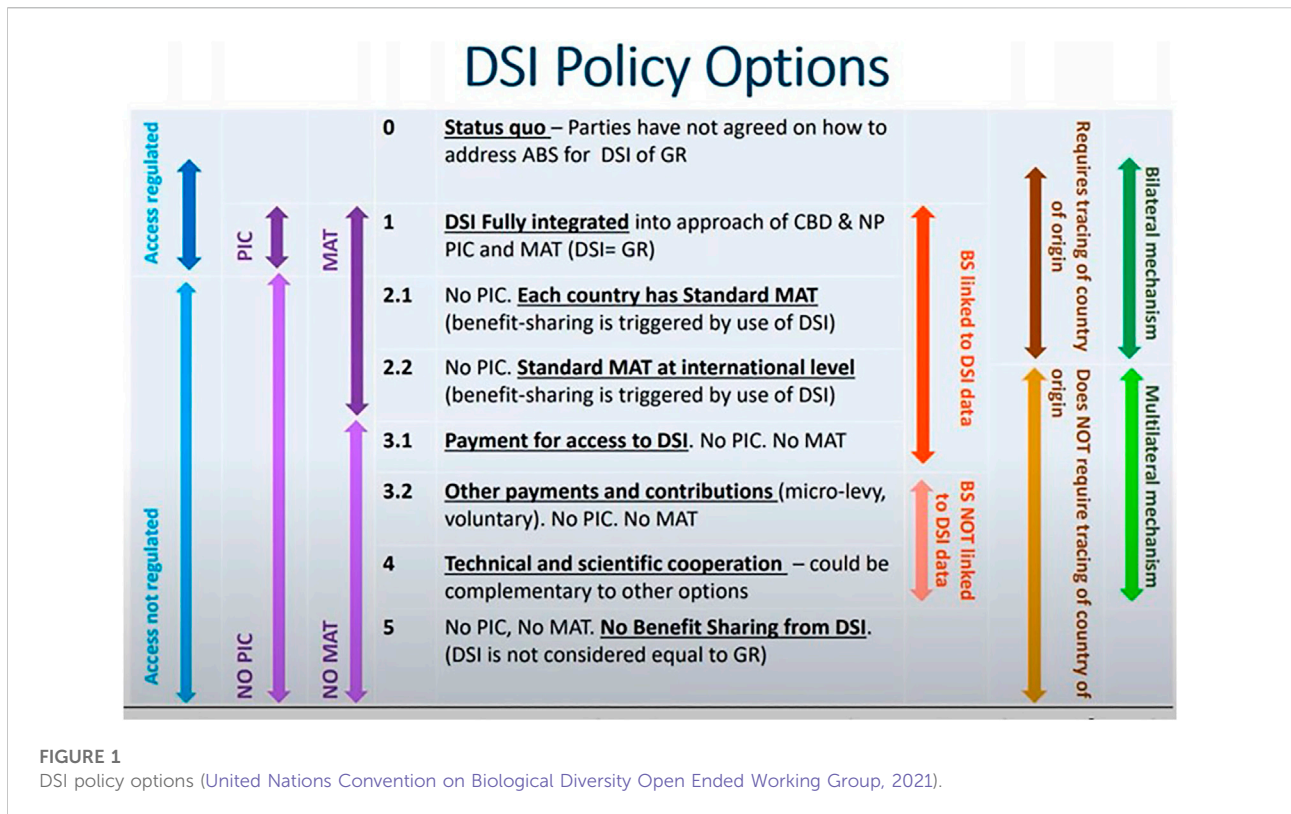 DSI Policy Options
Access regulated
Access not regulated
PIC
NO PIC
MAT
NO MAT
0 Status quo – Parties have not agreed on how to
address ABS for DSI of GR
1 DSI Fully integrated into approach of CBD & NP
PIC and MAT (DSI= GR)
2.1 No PIC. Each country has Standard MAT
(benefit-sharing is triggered by use of DSI)
2.2 No PIC. Standard MAT at international level
(benefit-sharing is triggered by use of DSI)
3.1 Payment for access to DSI. No PIC. No MAT
3.2 Other payments and contributions (micro-levy,
voluntary). No PIC. No MAT
4 Technical and scientific cooperation – could be
complementary to other options
5 No PIC, No MAT. No Benefit Sharing from DSI.
(DSI is not considered equal to GR)
BS linked to DSI data
BS NOT linked
to DSI data
Requires tracing of country
of origin
Does NOT require tracing of country of
origin
Bilateral mechanism
Multilateral mechanism
FIGURE 1
DSI policy options (United Nations Convention on Biological Diversity Open Ended Working Group, 2021).